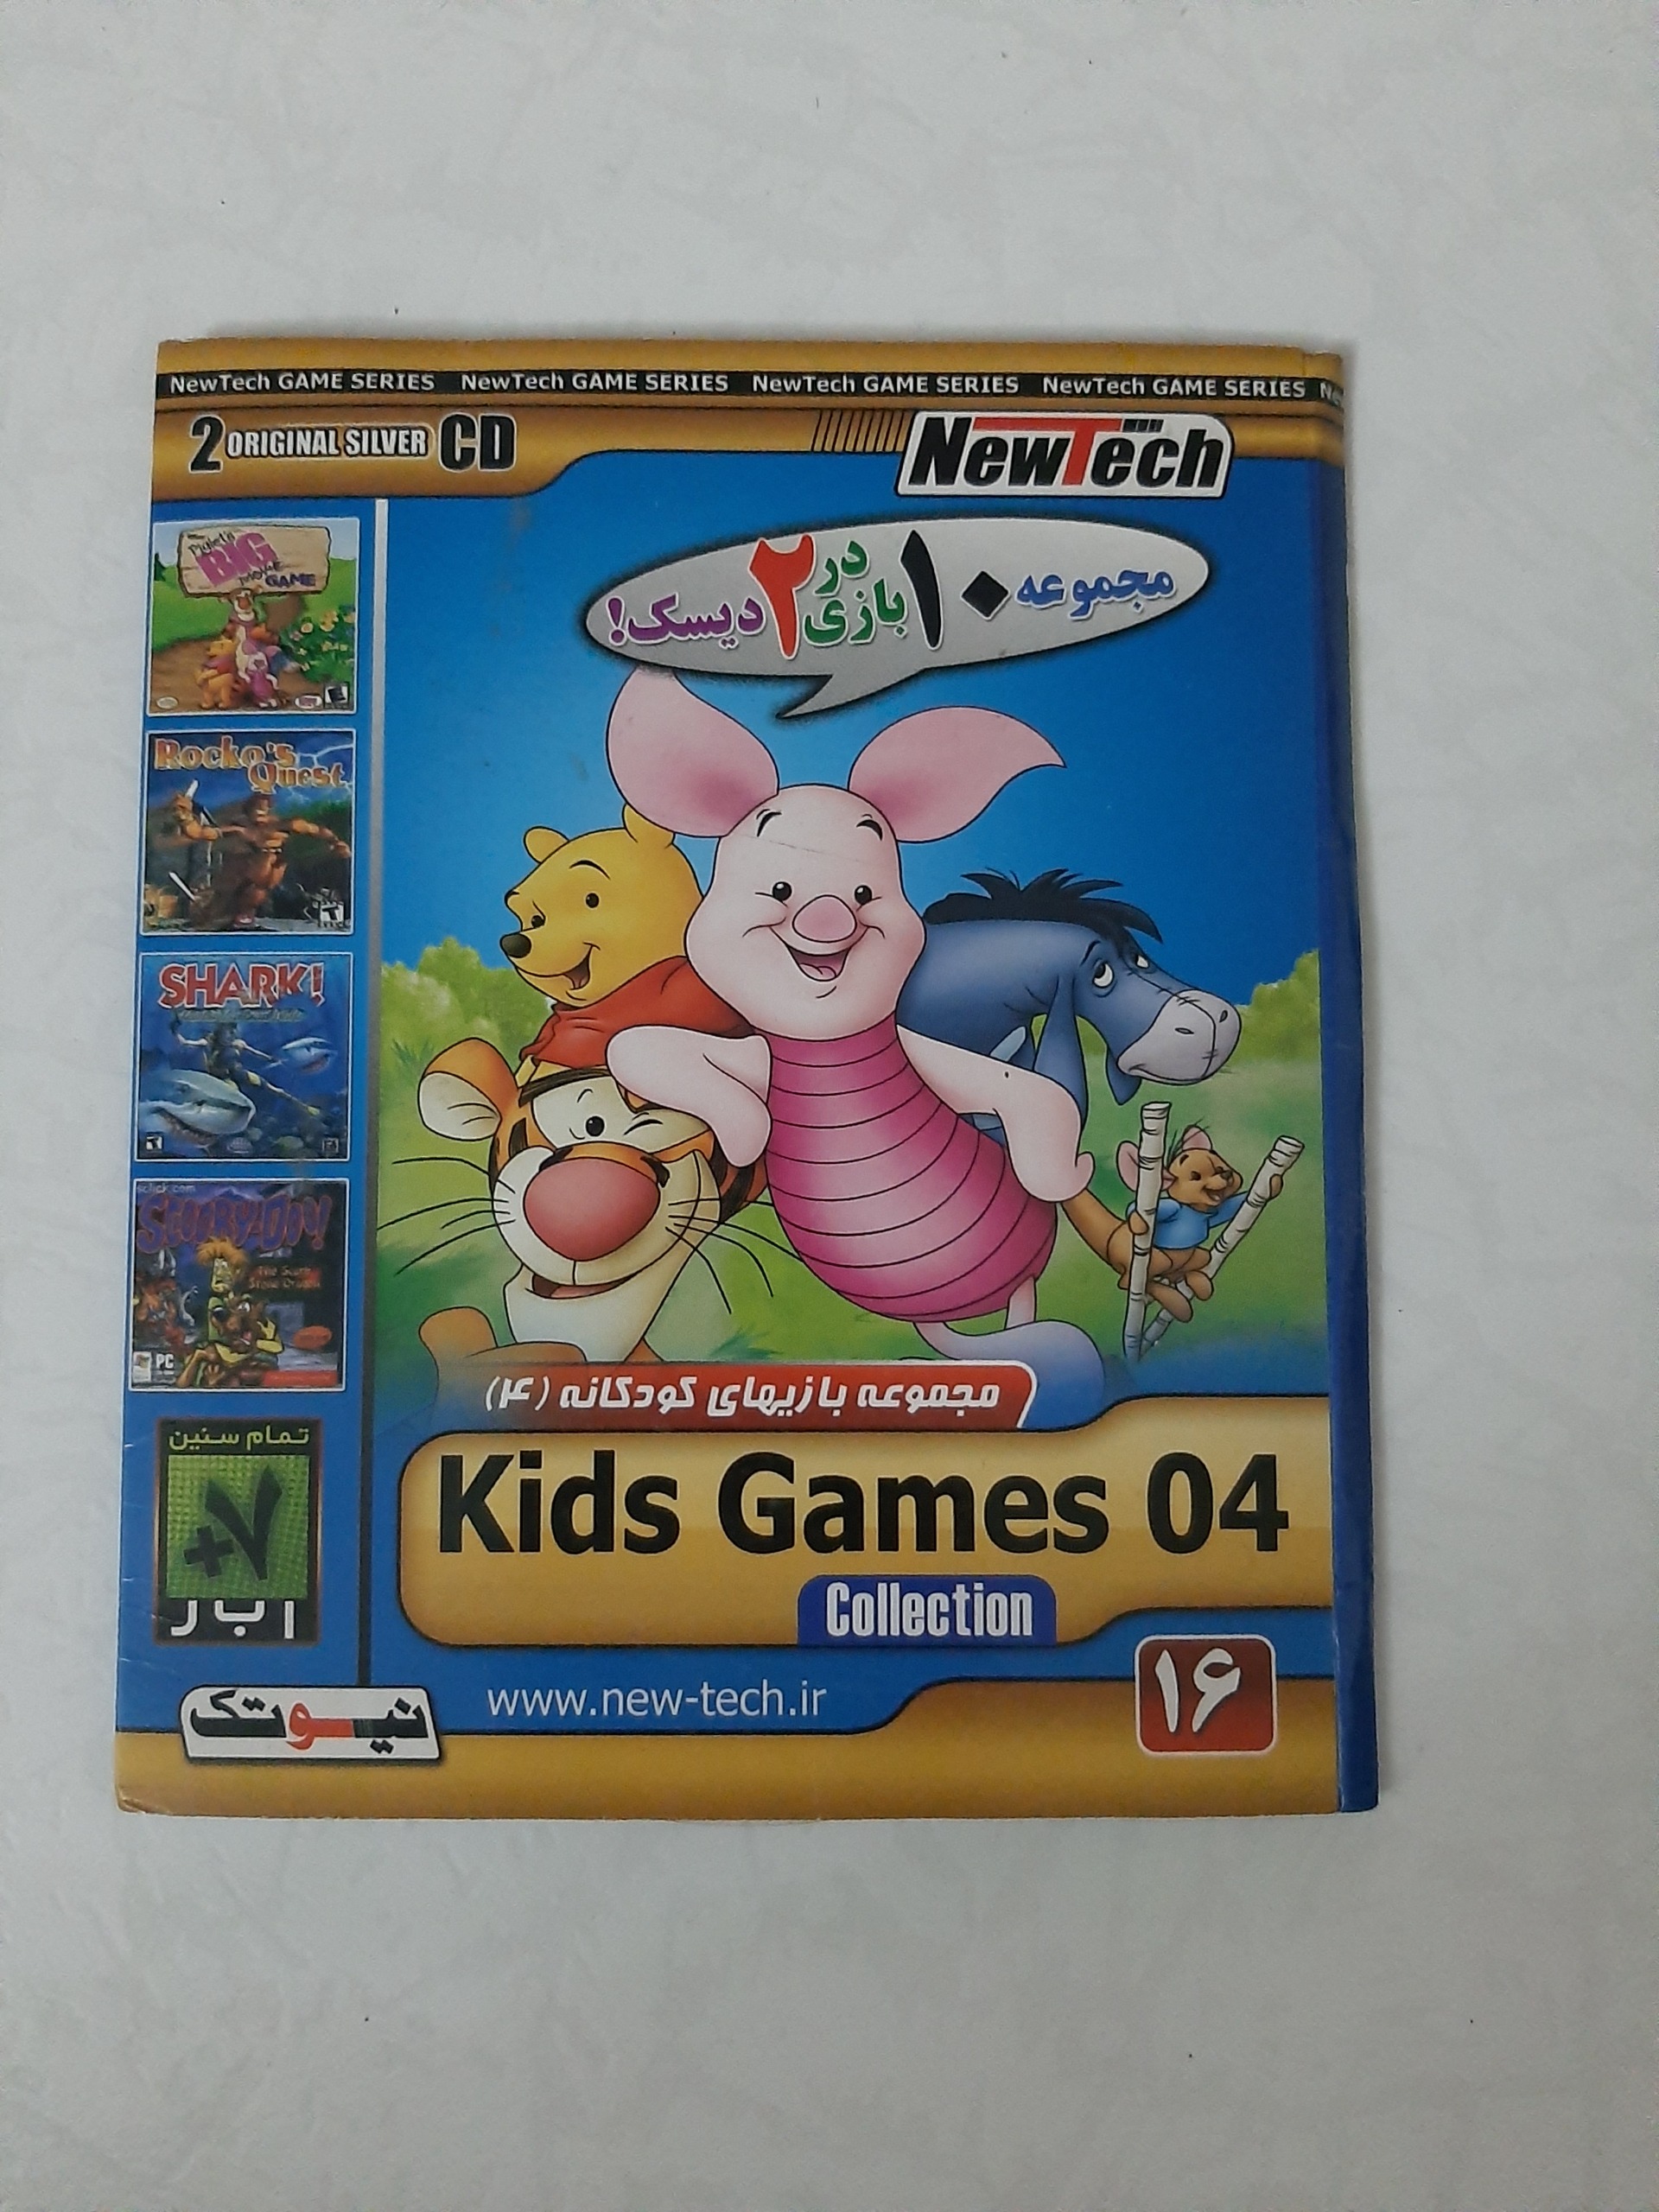 NewTech GAME SERIES NewTech GAME SERIES NewTech GAME SERIES NewTech GAME SERIES
2 ORIGINAL SILVER CD
NewTech
مجموعه ۱۰ بازی در ۲ دیسک!
Piglet's BIG MOVIE GAME
Rocko's Quest
SHARK!
SCOOBY-DOO!
PC
مجموعه بازیهای کودکانه (۴)
Kids Games 04
Collection
تمام سنین
+۷
www.new-tech.ir
۱۶
نیوتک